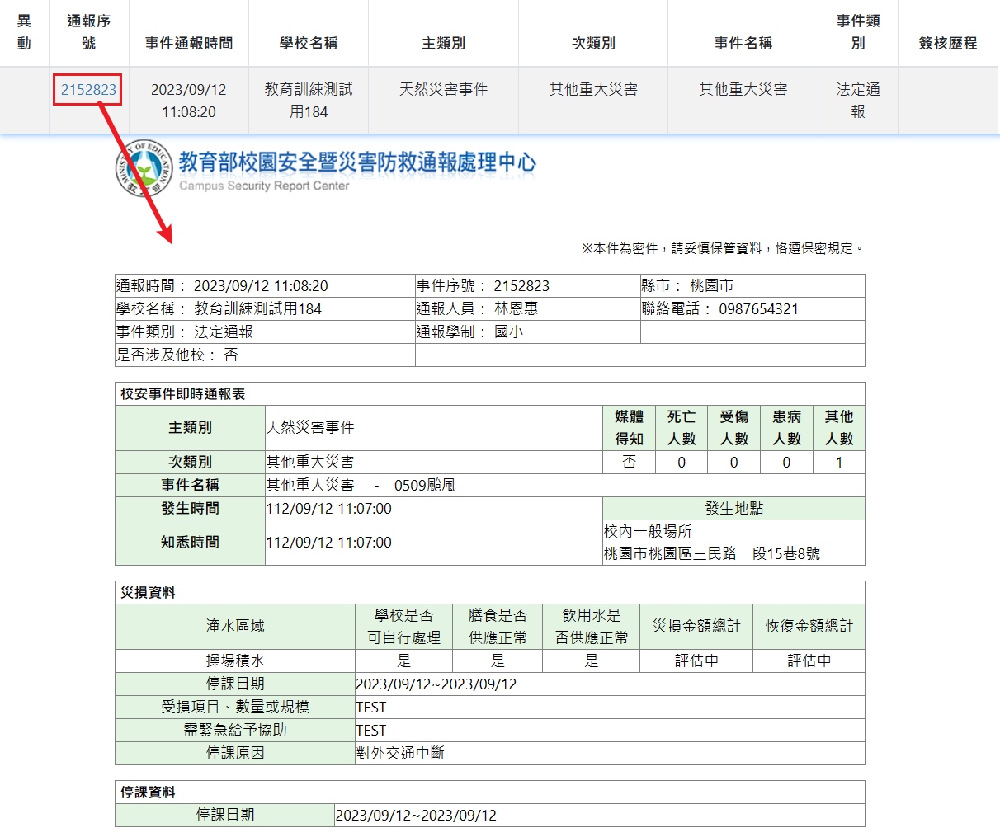 異動 通報序號 事件通報時間 學校名稱 主類別 次類別 事件名稱 事件類別 簽核歷程
2152823 2023/09/12 11:08:20 教育訓練測試用184 天然災害事件 其他重大災害 其他重大災害 法定通報
MINISTRY OF EDUCATION 教育部
教育部校園安全暨災害防救通報處理中心
Campus Security Report Center
※本件為密件，請妥慎保管資料，恪遵保密規定。
通報時間： 2023/09/12 11:08:20 事件序號： 2152823 縣市： 桃園市
學校名稱： 教育訓練測試用184 通報人員： 林恩惠 聯絡電話： 0987654321
事件類別： 法定通報 通報學制： 國小
是否涉及他校： 否
校安事件即時通報表
主類別 天然災害事件 媒體得知 死亡人數 受傷人數 患病人數 其他人數
次類別 其他重大災害 否 0 0 0 1
事件名稱 其他重大災害 - 0509颱風
發生時間 112/09/12 11:07:00 發生地點
知悉時間 112/09/12 11:07:00 校內一般場所
桃園市桃園區三民路一段15巷8號
災損資料
淹水區域 學校是否可自行處理 膳食是否供應正常 飲用水是否供應正常 災損金額總計 恢復金額總計
操場積水 是 是 是 評估中 評估中
停課日期 2023/09/12~2023/09/12
受損項目、數量或規模 TEST
需緊急給予協助 TEST
停課原因 對外交通中斷
停課資料
停課日期 2023/09/12~2023/09/12